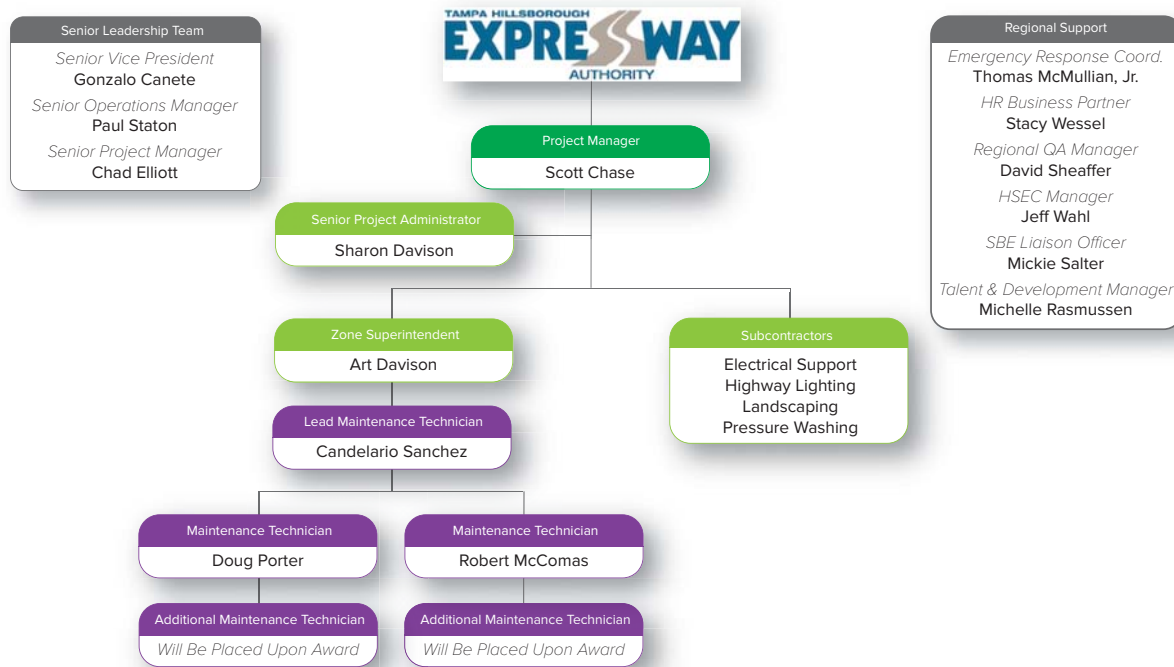 Senior Leadership Team
Senior Vice President
Gonzalo Canete
Senior Operations Manager
Paul Staton
Senior Project Manager
Chad Elliott
TAMPA HILLSBOROUGH
EXPRESSWAY
AUTHORITY
Project Manager
Scott Chase
Senior Project Administrator
Sharon Davison
Zone Superintendent
Art Davison
Subcontractors
Electrical Support
Highway Lighting
Landscaping
Pressure Washing
Lead Maintenance Technician
Candelario Sanchez
Maintenance Technician
Doug Porter
Maintenance Technician
Robert McComas
Additional Maintenance Technician
Will Be Placed Upon Award
Additional Maintenance Technician
Will Be Placed Upon Award
Regional Support
Emergency Response Coord.
Thomas McMullian, Jr.
HR Business Partner
Stacy Wessel
Regional QA Manager
David Sheaffer
HSEC Manager
Jeff Wahl
SBE Liaison Officer
Mickie Salter
Talent & Development Manager
Michelle Rasmussen